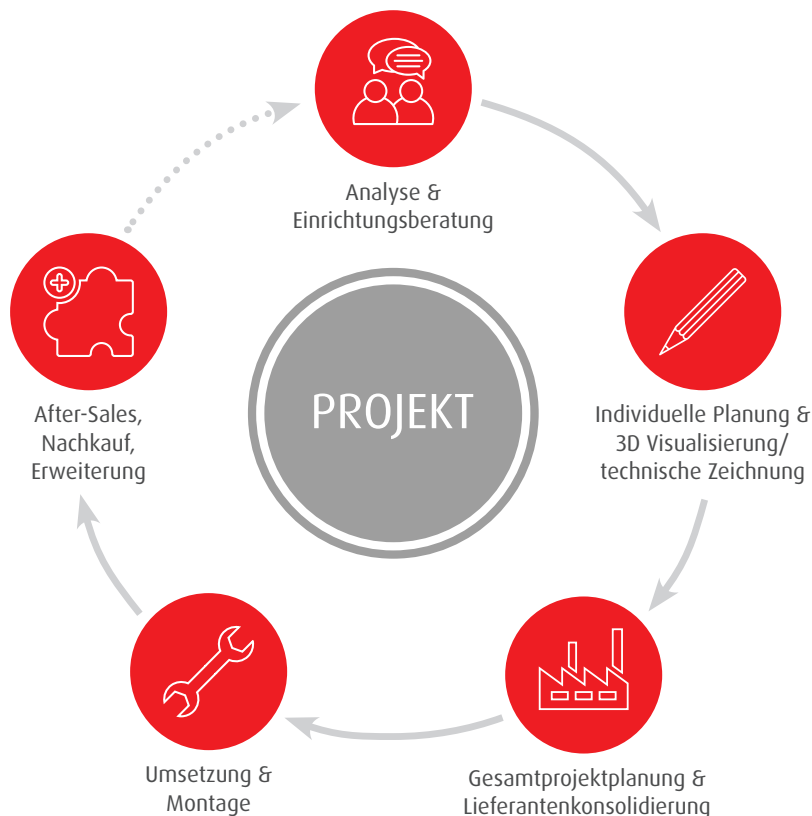 Analyse &
Einrichtungsberatung
PROJEKT
Individuelle Planung &
3D Visualisierung/
technische Zeichnung
Gesamtprojektplanung &
Lieferantenkonsolidierung
Umsetzung &
Montage
After-Sales,
Nachkauf,
Erweiterung